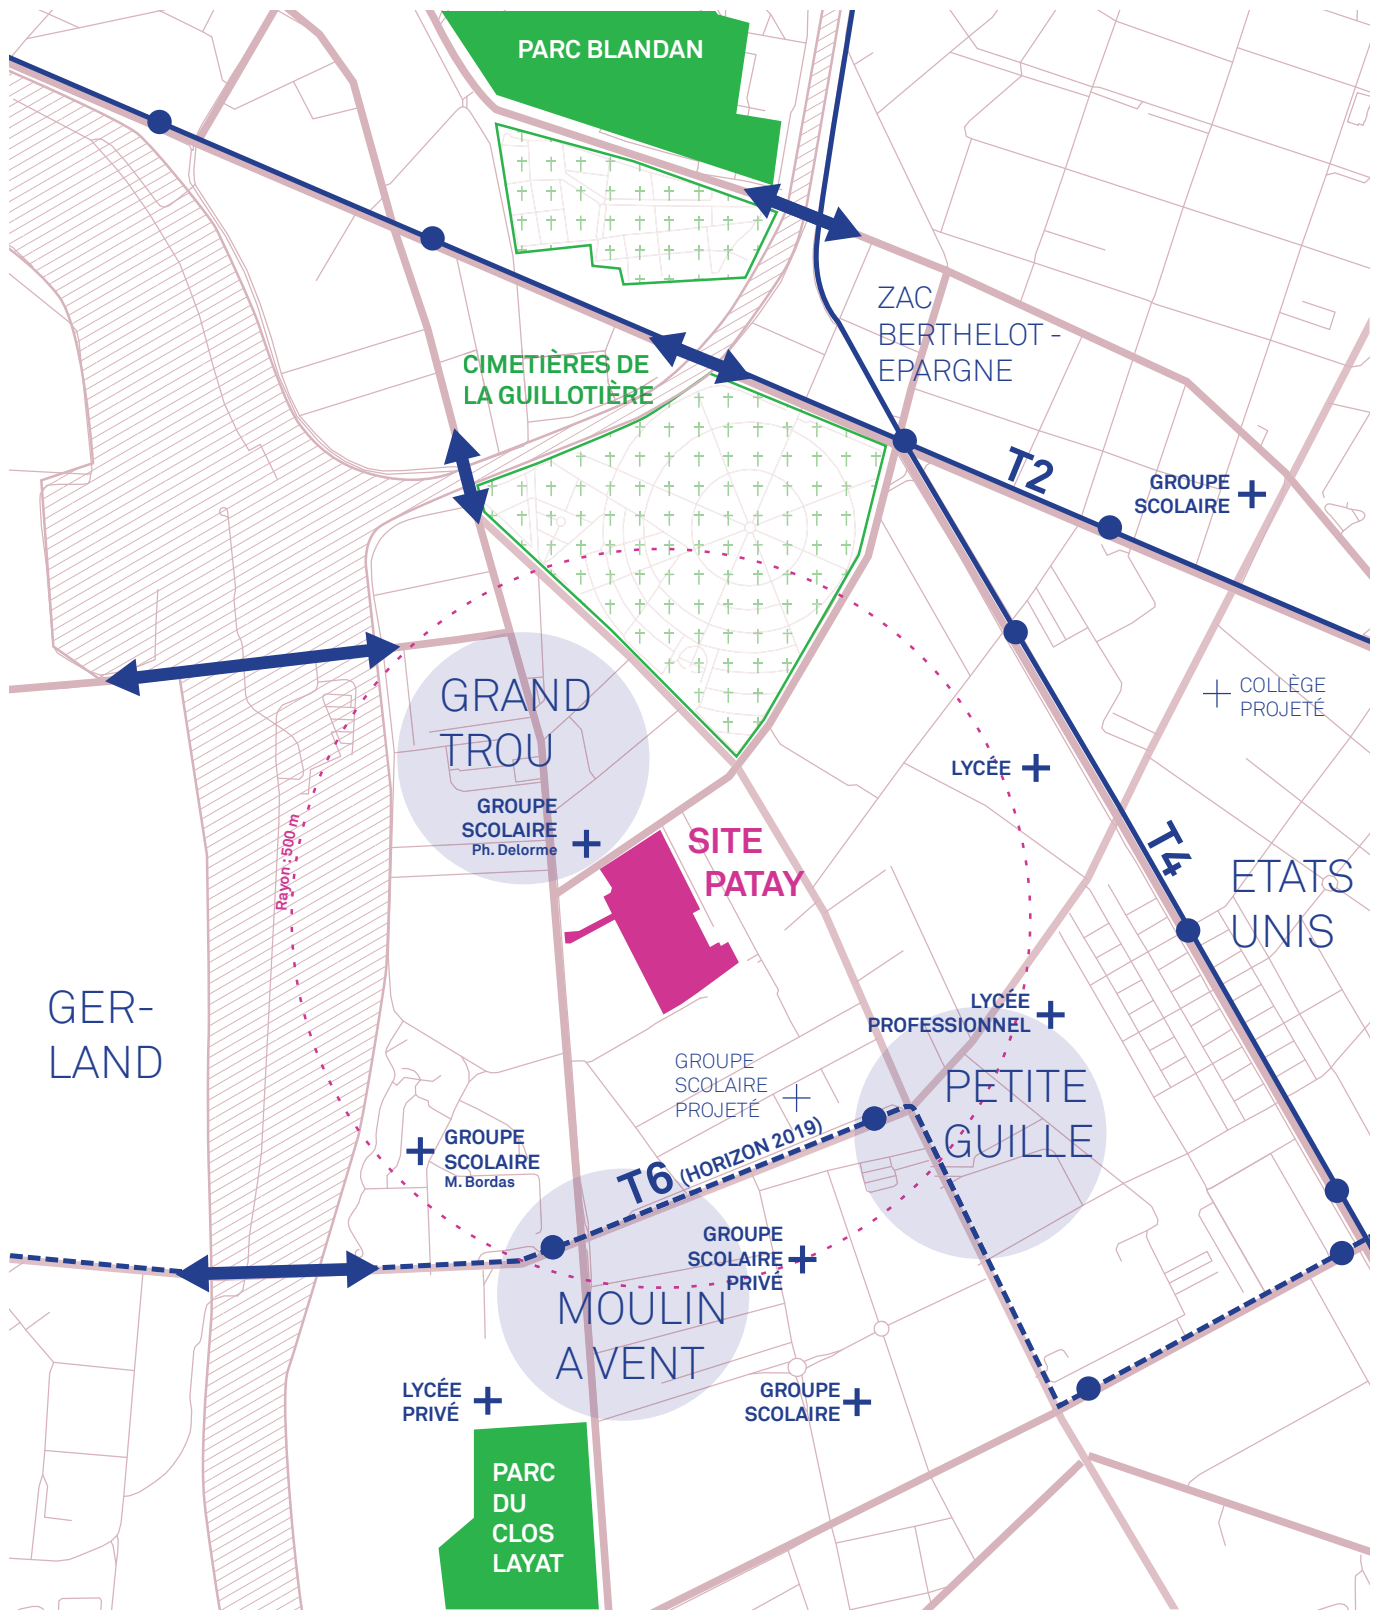 PARC BLANDAN
ZAC
BERTHELOT -
EPARGNE
CIMETIÈRES DE
LA GUILLOTIÈRE
T2
GROUPE
SCOLAIRE
COLLÈGE
PROJETÉ
GRAND
TROU
LYCÉE
GROUPE
SCOLAIRE
Ph. Delorme
SITE
PATAY
T4
ETATS
UNIS
Rayon : 500 m
GER-
LAND
LYCÉE
PROFESSIONNEL
GROUPE
SCOLAIRE
PROJETÉ
PETITE
GUILLE
GROUPE
SCOLAIRE
M. Bordas
T6 (HORIZON 2019)
GROUPE
SCOLAIRE
PRIVÉ
MOULIN
A VENT
LYCÉE
PRIVÉ
GROUPE
SCOLAIRE
PARC
DU
CLOS
LAYAT